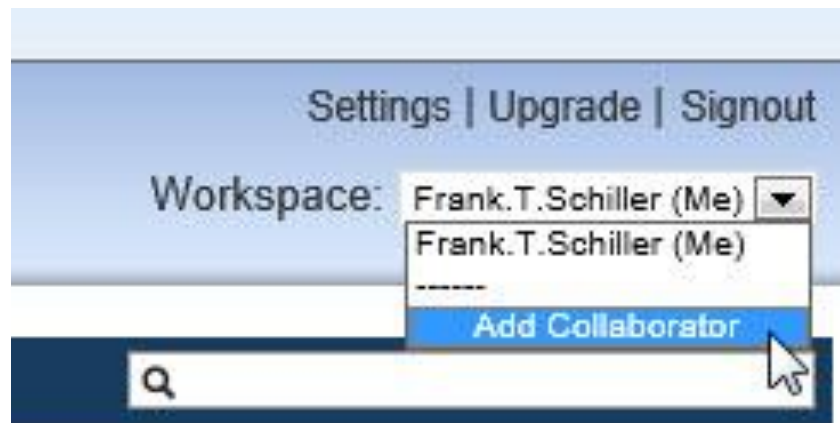 Settings | Upgrade | Signout
Workspace: Frank.T.Schiller (Me)
Frank.T.Schiller (Me)
------
Add Collaborator